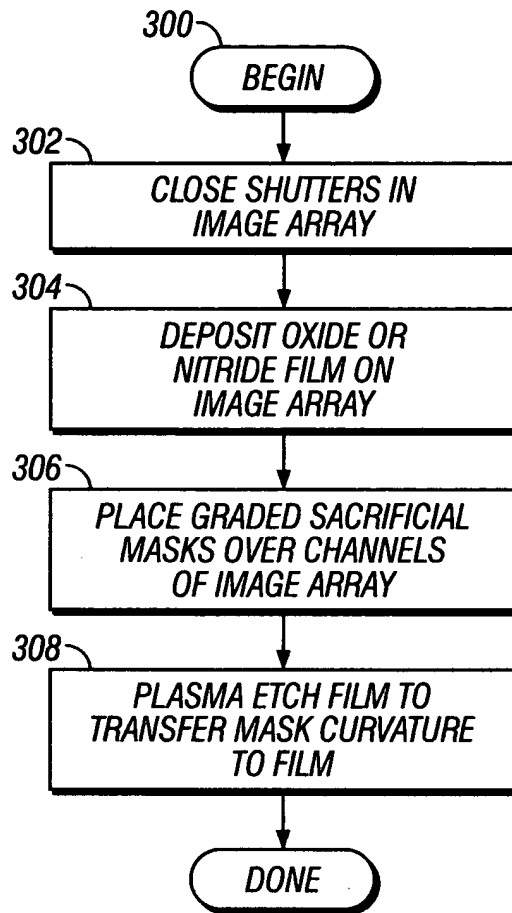 300
BEGIN
302
CLOSE SHUTTERS IN
IMAGE ARRAY
304
DEPOSIT OXIDE OR
NITRIDE FILM ON
IMAGE ARRAY
306
PLACE GRADED SACRIFICIAL
MASKS OVER CHANNELS
OF IMAGE ARRAY
308
PLASMA ETCH FILM TO
TRANSFER MASK CURVATURE
TO FILM
DONE